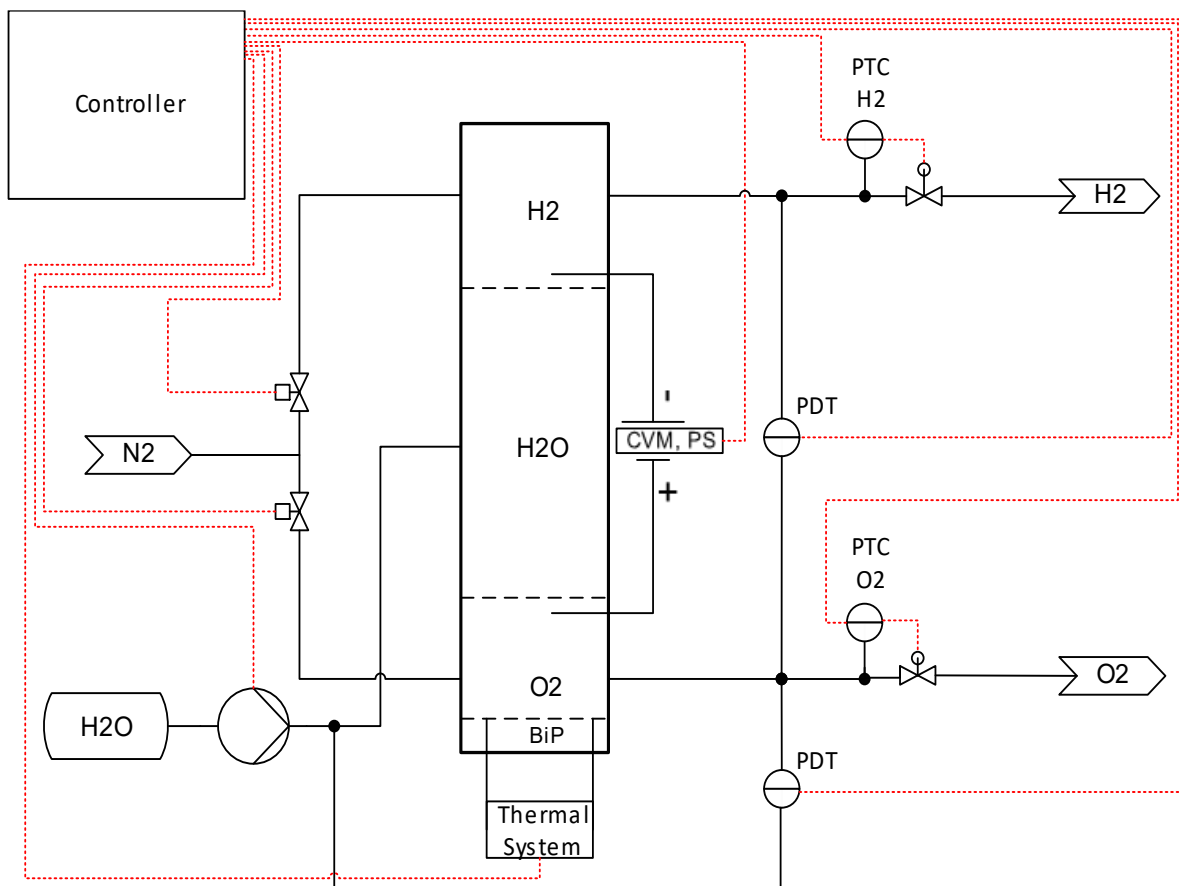 Controller
PTC
H2
H2
H2
-
PDT
CVM, PS
N2
H2O
+
PTC
O2
O2
O2
H2O
BiP
PDT
Thermal
System